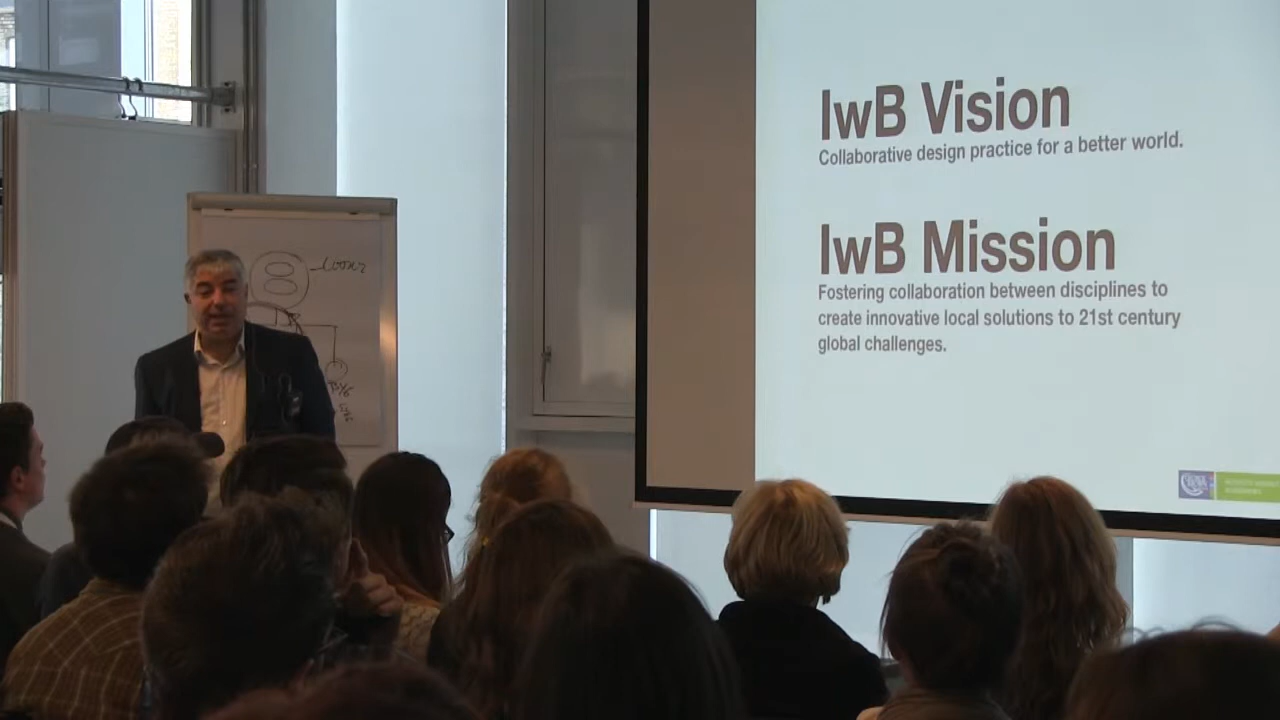 IwB Vision
Collaborative design practice for a better world.
IwB Mission
Fostering collaboration between disciplines to
create innovative local solutions to 21st century
global challenges.